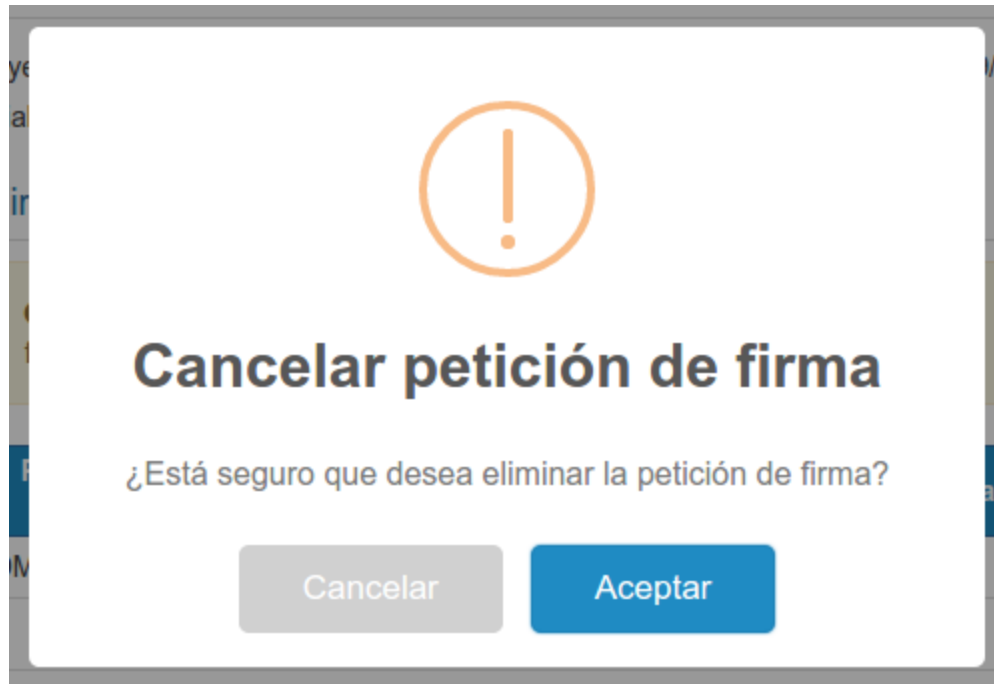 Cancelar petición de firma
¿Está seguro que desea eliminar la petición de firma?
Cancelar
Aceptar